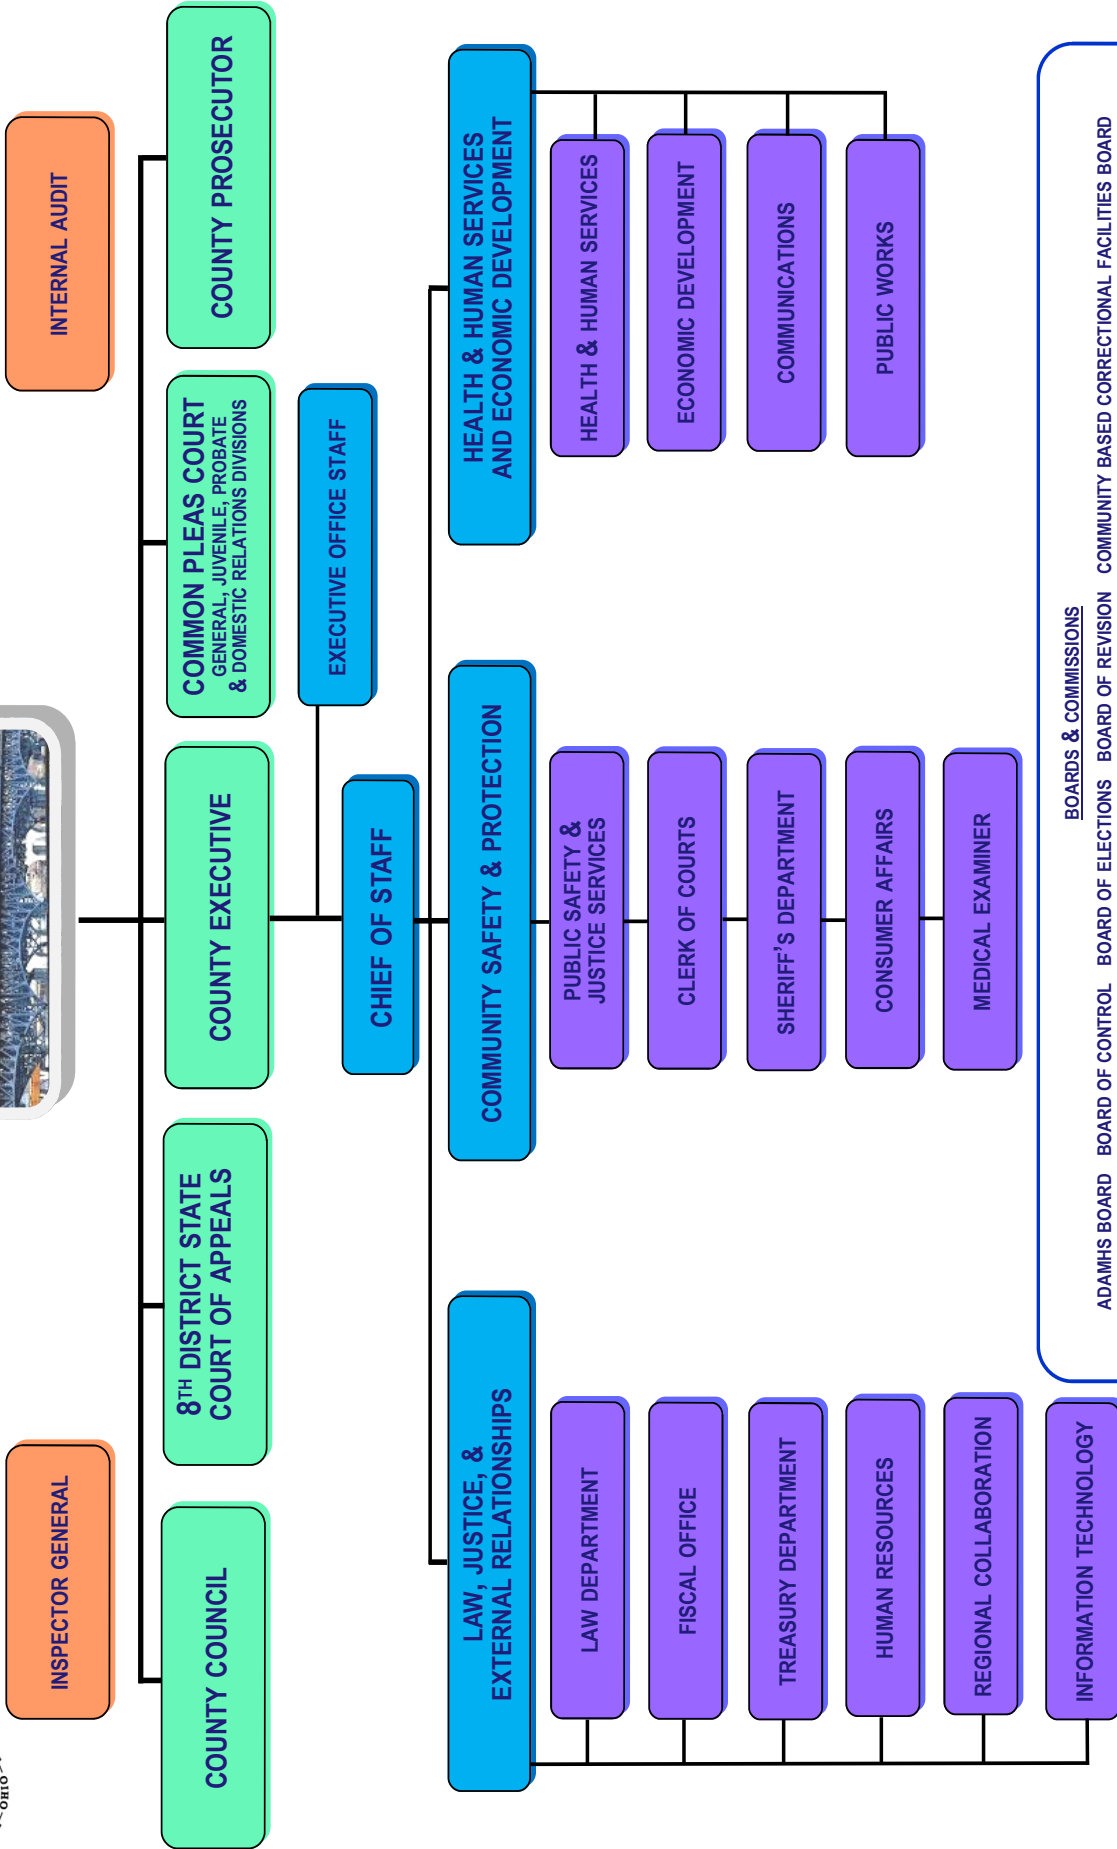 OHIO
INSPECTOR GENERAL
INTERNAL AUDIT
COUNTY COUNCIL
8TH DISTRICT STATE
COURT OF APPEALS
COUNTY EXECUTIVE
COMMON PLEAS COURT
GENERAL, JUVENILE, PROBATE
& DOMESTIC RELATIONS DIVISIONS
COUNTY PROSECUTOR
EXECUTIVE OFFICE STAFF
CHIEF OF STAFF
LAW, JUSTICE, &
EXTERNAL RELATIONSHIPS
LAW DEPARTMENT
FISCAL OFFICE
TREASURY DEPARTMENT
HUMAN RESOURCES
REGIONAL COLLABORATION
INFORMATION TECHNOLOGY
COMMUNITY SAFETY & PROTECTION
PUBLIC SAFETY &
JUSTICE SERVICES
CLERK OF COURTS
SHERIFF'S DEPARTMENT
CONSUMER AFFAIRS
MEDICAL EXAMINER
HEALTH & HUMAN SERVICES
AND ECONOMIC DEVELOPMENT
HEALTH & HUMAN SERVICES
ECONOMIC DEVELOPMENT
COMMUNICATIONS
PUBLIC WORKS
BOARDS & COMMISSIONS
ADAMHS BOARD BOARD OF CONTROL BOARD OF ELECTIONS BOARD OF REVISION COMMUNITY BASED CORRECTIONAL FACILITIES BOARD